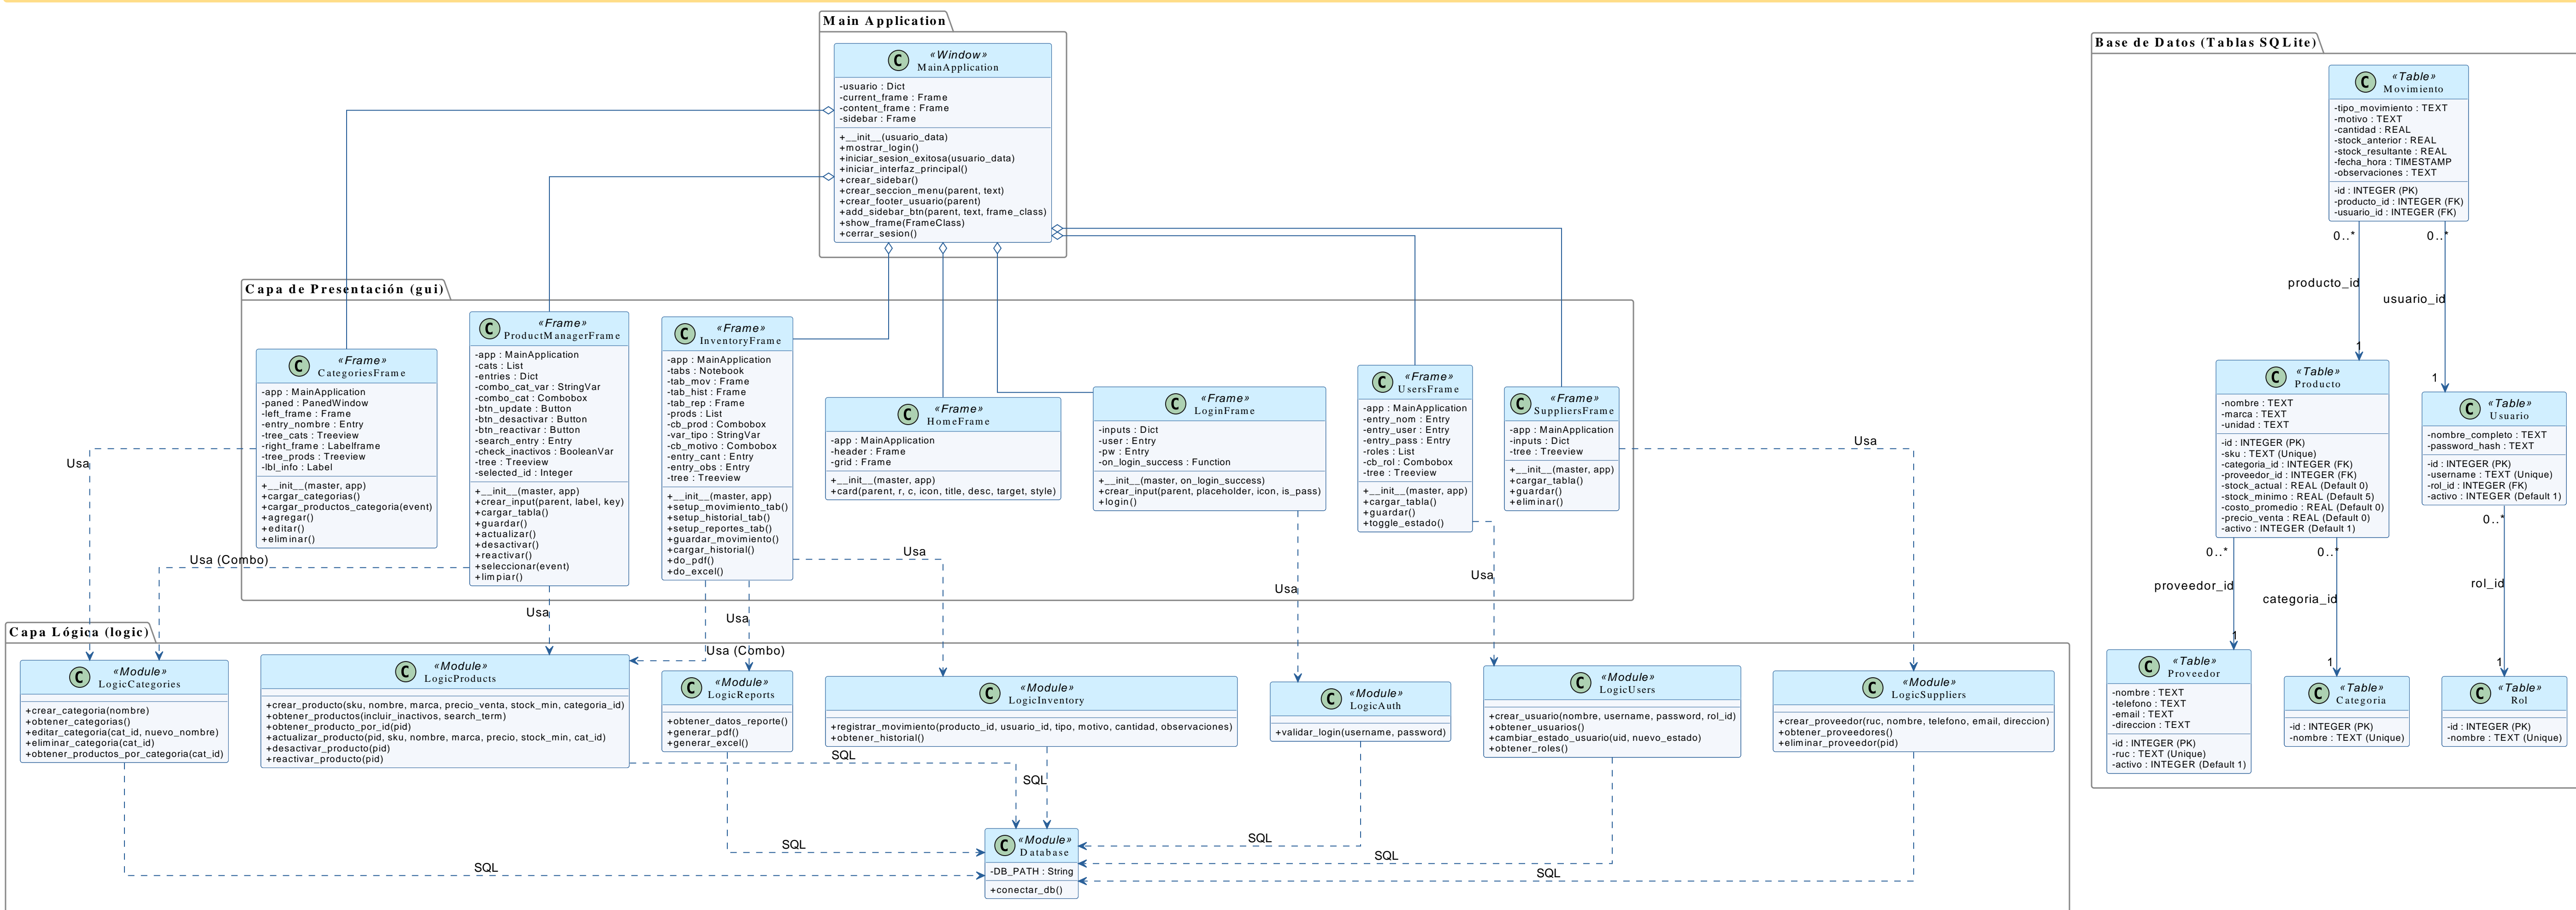 Main Application
«Window»
MainApplication
-usuario : Dict
-current_frame : Frame
-content_frame : Frame
-sidebar : Frame
+__init__(usuario_data)
+mostrar_login()
+iniciar_sesion_exitosa(usuario_data)
+iniciar_interfaz_principal()
+crear_sidebar()
+crear_seccion_menu(parent, text)
+crear_footer_usuario(parent)
+add_sidebar_btn(parent, text, frame_class)
+show_frame(FrameClass)
+cerrar_sesion()
Capa de Presentación (gui)
«Frame»
CategoriesFrame
-app : MainApplication
-paned : PanedWindow
-left_frame : Frame
-entry_nombre : Entry
-tree_cats : Treeview
-right_frame : Labelframe
-tree_prods : Treeview
-lbl_info : Label
+__init__(master, app)
+cargar_categorias()
+cargar_productos_categoria(event)
+agregar()
+editar()
+eliminar()
«Frame»
ProductManagerFrame
-app : MainApplication
-cats : List
-entries : Dict
-combo_cat_var : StringVar
-combo_cat : Combobox
-btn_update : Button
-btn_desactivar : Button
-btn_reactivar : Button
-search_entry : Entry
-check_inactivos : BooleanVar
-tree : Treeview
-selected_id : Integer
+__init__(master, app)
+crear_input(parent, label, key)
+cargar_tabla()
+guardar()
+actualizar()
+desactivar()
+reactivar()
+seleccionar(event)
+limpiar()
«Frame»
InventoryFrame
-app : MainApplication
-tabs : Notebook
-tab_mov : Frame
-tab_hist : Frame
-tab_rep : Frame
-prods : List
-cb_prod : Combobox
-var_tipo : StringVar
-cb_motivo : Combobox
-entry_cant : Entry
-entry_obs : Entry
-tree : Treeview
+__init__(master, app)
+setup_movimiento_tab()
+setup_historial_tab()
+setup_reportes_tab()
+guardar_movimiento()
+cargar_historial()
+do_pdf()
+do_excel()
«Frame»
HomeFrame
-app : MainApplication
-header : Frame
-grid : Frame
+__init__(master, app)
+card(parent, r, c, icon, title, desc, target, style)
«Frame»
LoginFrame
-inputs : Dict
-user : Entry
-pw : Entry
-on_login_success : Function
+__init__(master, on_login_success)
+crear_input(parent, placeholder, icon, is_pass)
+login()
«Frame»
UsersFrame
-app : MainApplication
-entry_nom : Entry
-entry_user : Entry
-entry_pass : Entry
-roles : List
-cb_rol : Combobox
-tree : Treeview
+__init__(master, app)
+cargar_tabla()
+guardar()
+toggle_estado()
«Frame»
SuppliersFrame
-app : MainApplication
-inputs : Dict
-tree : Treeview
+__init__(master, app)
+cargar_tabla()
+guardar()
+eliminar()
Usa
Usa (Combo)
Usa
Usa
Usa (Combo)
Usa
Usa
Usa
Usa
Capa Lógica (logic)
«Module»
LogicCategories
+crear_categoria(nombre)
+obtener_categorias()
+editar_categoria(cat_id, nuevo_nombre)
+eliminar_categoria(cat_id)
+obtener_productos_por_categoria(cat_id)
«Module»
LogicProducts
+crear_producto(sku, nombre, marca, precio_venta, stock_min, categoria_id)
+obtener_productos(incluir_inactivos, search_term)
+obtener_producto_por_id(pid)
+actualizar_producto(pid, sku, nombre, marca, precio, stock_min, cat_id)
+desactivar_producto(pid)
+reactivar_producto(pid)
«Module»
LogicReports
+obtener_datos_reporte()
+generar_pdf()
+generar_excel()
«Module»
LogicInventory
+registrar_movimiento(producto_id, usuario_id, tipo, motivo, cantidad, observaciones)
+obtener_historial()
«Module»
LogicAuth
+validar_login(username, password)
«Module»
LogicUsers
+crear_usuario(nombre, username, password, rol_id)
+obtener_usuarios()
+cambiar_estado_usuario(uid, nuevo_estado)
+obtener_roles()
«Module»
LogicSuppliers
+crear_proveedor(ruc, nombre, telefono, email, direccion)
+obtener_proveedores()
+eliminar_proveedor(pid)
SQL
SQL
SQL
SQL
SQL
SQL
SQL
«Module»
Database
-DB_PATH : String
+conectar_db()
Base de Datos (Tablas SQLite)
«Table»
Movimiento
-tipo_movimiento : TEXT
-motivo : TEXT
-cantidad : REAL
-stock_anterior : REAL
-stock_resultante : REAL
-fecha_hora : TIMESTAMP
-observaciones : TEXT
-id : INTEGER (PK)
-producto_id : INTEGER (FK)
-usuario_id : INTEGER (FK)
0..*
0..*
producto_id
usuario_id
1
1
«Table»
Producto
-nombre : TEXT
-marca : TEXT
-unidad : TEXT
-id : INTEGER (PK)
-sku : TEXT (Unique)
-categoria_id : INTEGER (FK)
-proveedor_id : INTEGER (FK)
-stock_actual : REAL (Default 0)
-stock_minimo : REAL (Default 5)
-costo_promedio : REAL (Default 0)
-precio_venta : REAL (Default 0)
-activo : INTEGER (Default 1)
«Table»
Usuario
-nombre_completo : TEXT
-password_hash : TEXT
-id : INTEGER (PK)
-username : TEXT (Unique)
-rol_id : INTEGER (FK)
-activo : INTEGER (Default 1)
0..*
0..*
0..*
proveedor_id
categoria_id
rol_id
1
1
1
«Table»
Proveedor
-nombre : TEXT
-telefono : TEXT
-email : TEXT
-direccion : TEXT
-id : INTEGER (PK)
-ruc : TEXT (Unique)
-activo : INTEGER (Default 1)
«Table»
Categoria
-id : INTEGER (PK)
-nombre : TEXT (Unique)
«Table»
Rol
-id : INTEGER (PK)
-nombre : TEXT (Unique)